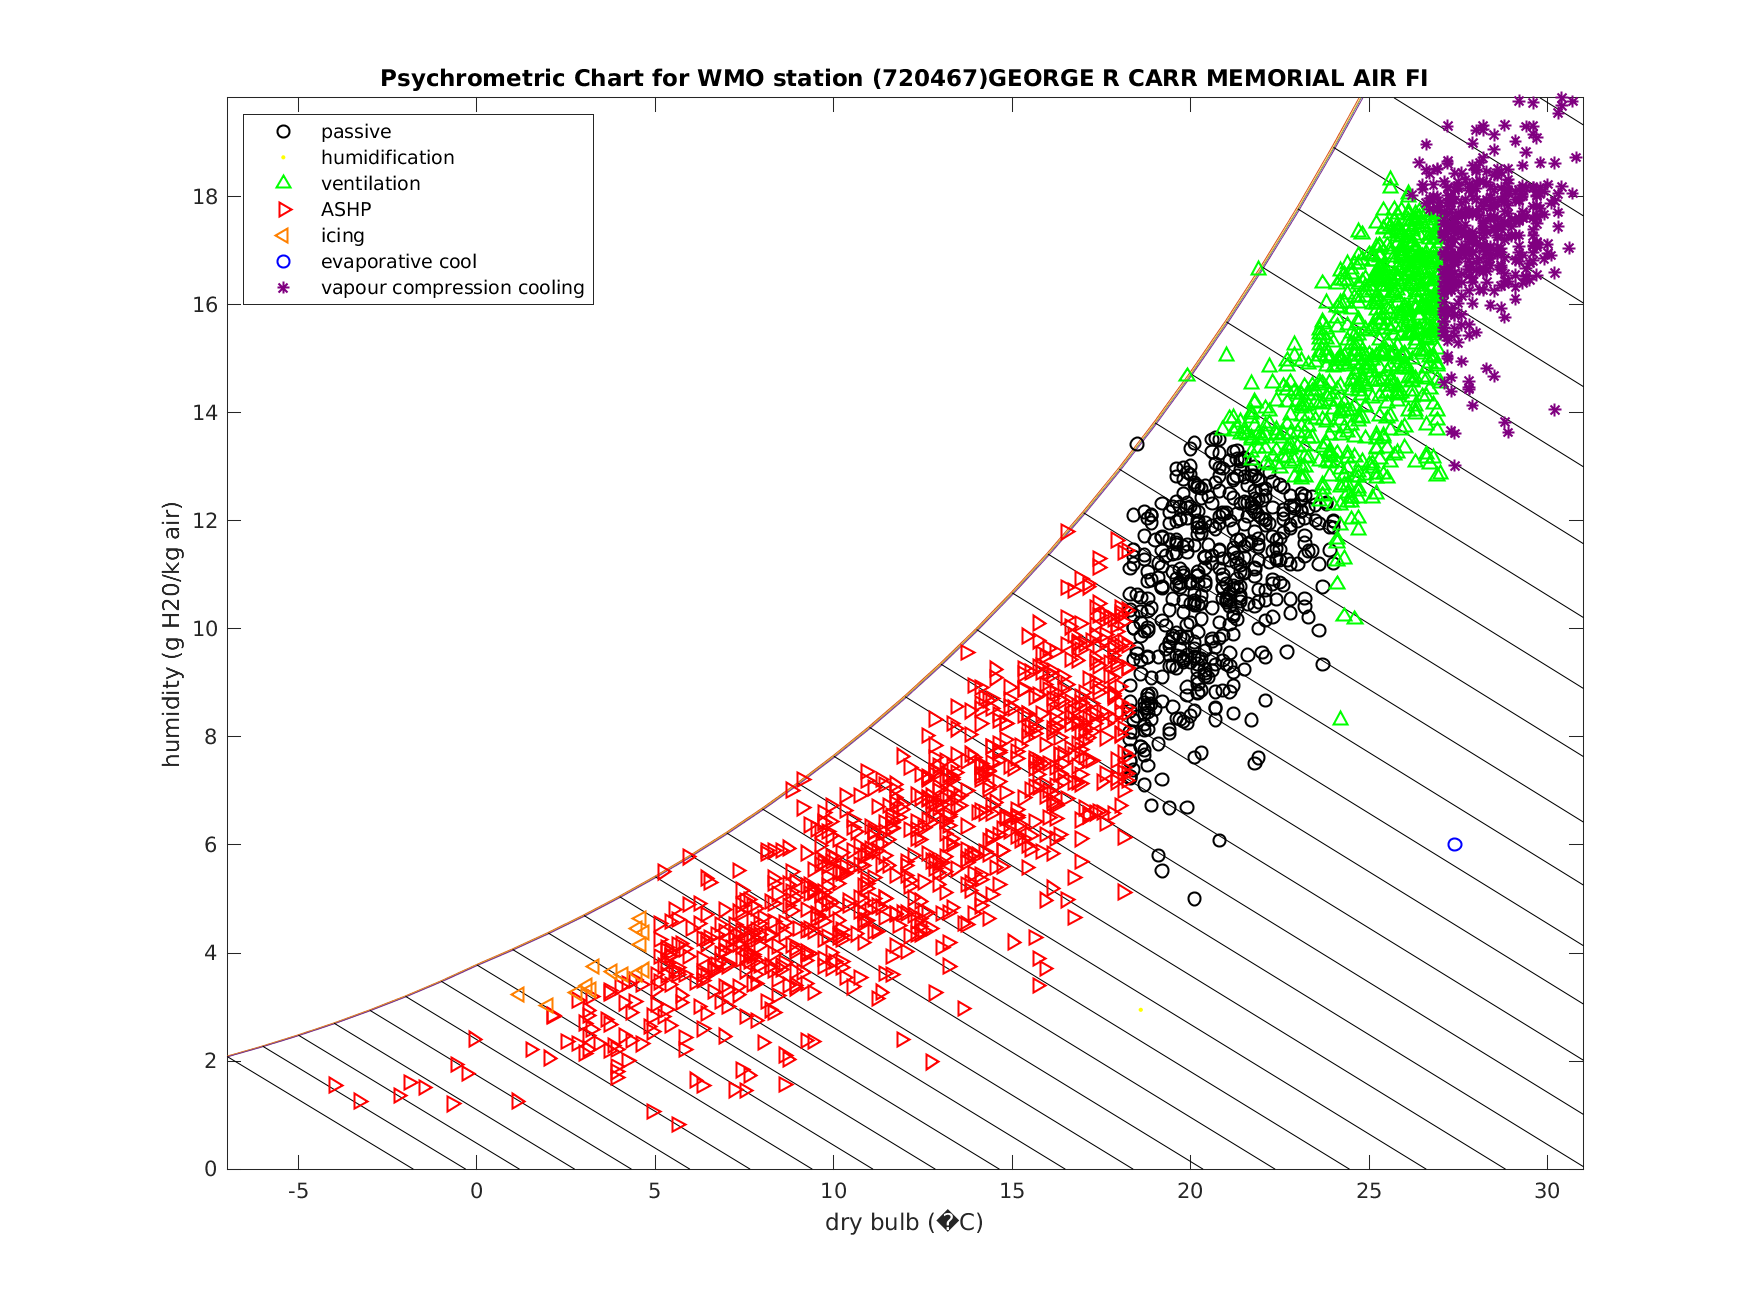 Psychrometric Chart for WMO station (720467)GEORGE R CARR MEMORIAL AIR FI
passive
humidification
ventilation
ASHP
icing
evaporative cool
vapour compression cooling
humidity (g H20/kg air)
18
16
14
12
10
8
6
4
2
0
-5 0 5 10 15 20 25 30
dry bulb (�C)